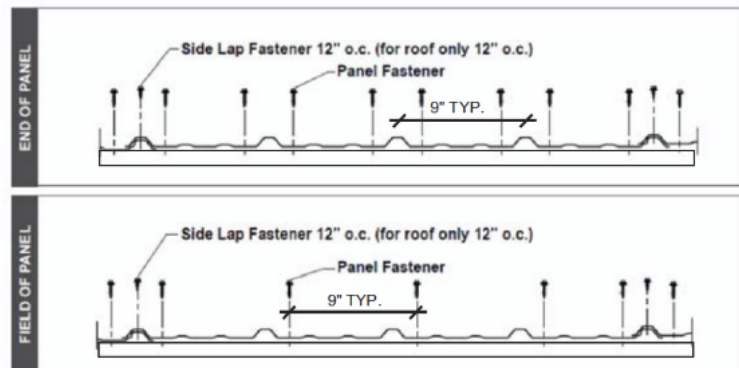 END OF PANEL
Side Lap Fastener 12" o.c. (for roof only 12" o.c.)
Panel Fastener
9" TYP.
FIELD OF PANEL
Side Lap Fastener 12" o.c. (for roof only 12" o.c.)
Panel Fastener
9" TYP.